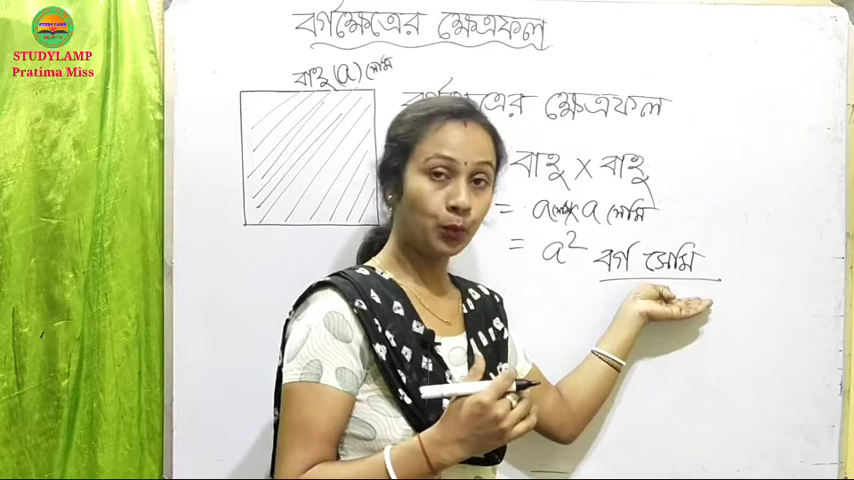 STUDYLAMP
Pratima Miss
বর্গক্ষেত্রের ক্ষেত্রফল
বাহু (a) সেমি
বর্গক্ষেত্রের ক্ষেত্রফল
বাহু × বাহু
= a সেমি × a সেমি
= a² বর্গ সেমি